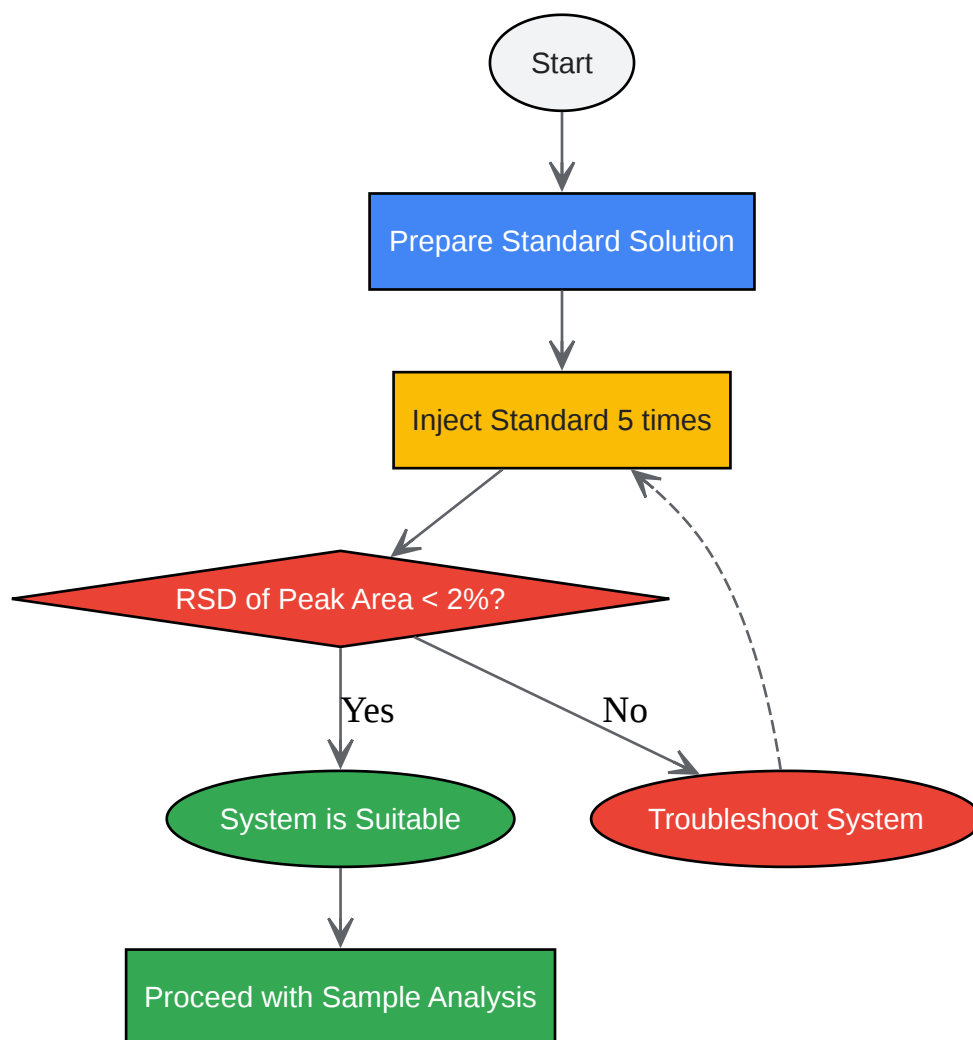 Start
Prepare Standard Solution
Inject Standard 5 times
RSD of Peak Area < 2%?
Yes
No
System is Suitable
Troubleshoot System
Proceed with Sample Analysis